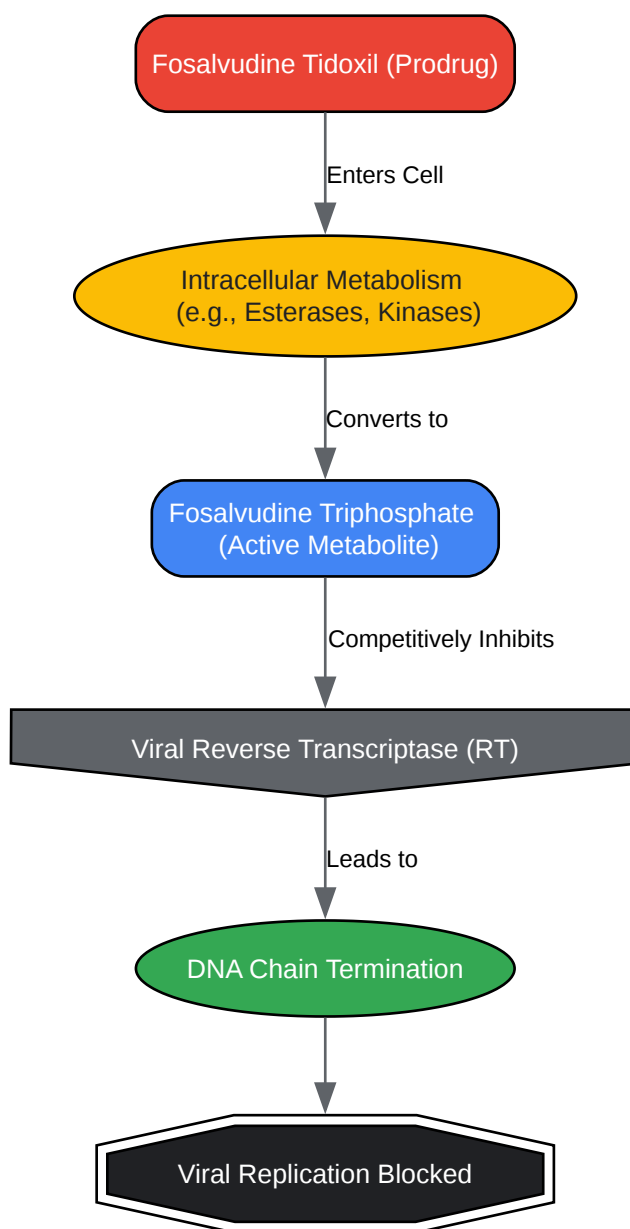 Fosalvudine Tidoxil (Prodrug)
Enters Cell
Intracellular Metabolism
(e.g., Esterases, Kinases)
Converts to
Fosalvudine Triphosphate
(Active Metabolite)
Competitively Inhibits
Viral Reverse Transcriptase (RT)
Leads to
DNA Chain Termination
Viral Replication Blocked